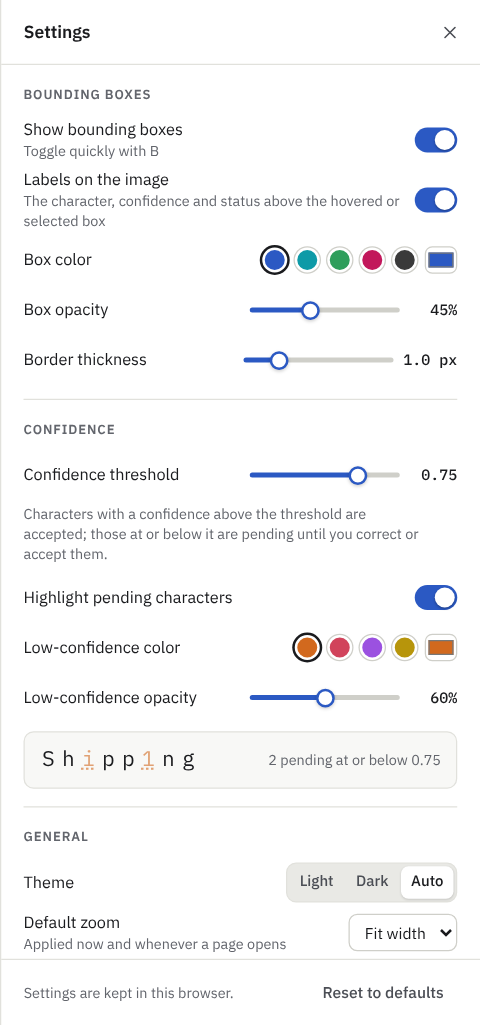 Settings
BOUNDING BOXES
Show bounding boxes
Toggle quickly with B
Labels on the image
The character, confidence and status above the hovered or
selected box
Box color
Box opacity 45%
Border thickness 1.0 px
CONFIDENCE
Confidence threshold 0.75
Characters with a confidence above the threshold are
accepted; those at or below it are pending until you correct or
accept them.
Highlight pending characters
Low-confidence color
Low-confidence opacity 60%
Shipp1ng 2 pending at or below 0.75
GENERAL
Theme Light Dark Auto
Default zoom
Fit width
Applied now and whenever a page opens
Settings are kept in this browser. Reset to defaults